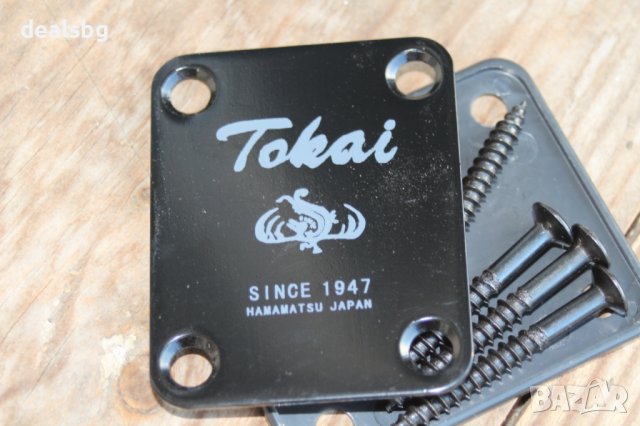 dealsbg
Tokai
SINCE 1947
HAMAMATSU JAPAN
BAZAR